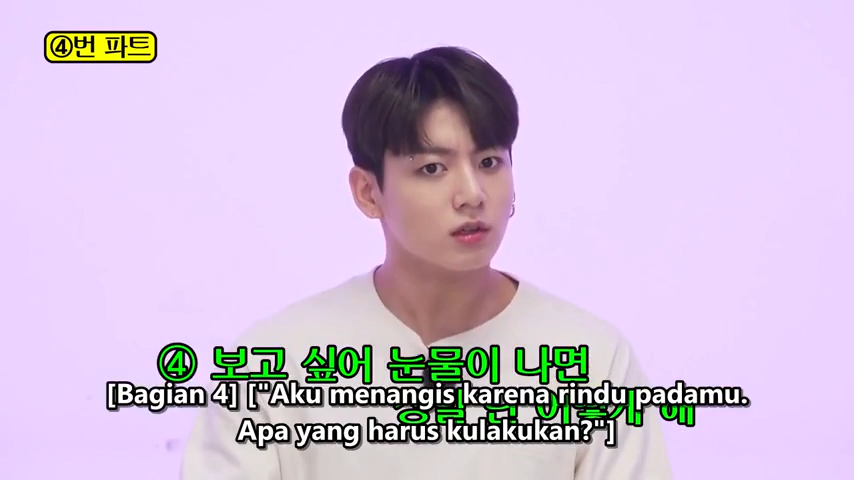 ④번 파트
④ 보고 싶어 눈물이 나면
[Bagian 4] ["Aku menangis karena rindu padamu.
Apa yang harus kulakukan?"]